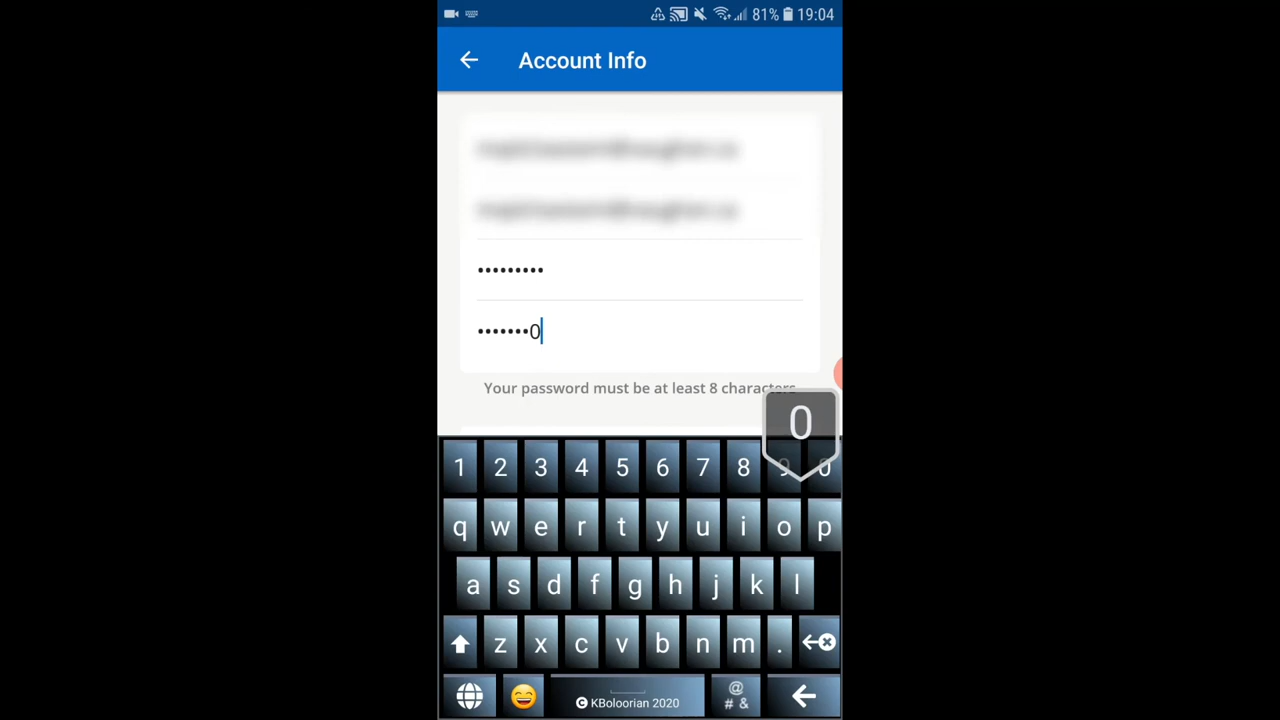 81% 19:04
Account Info
•••••••••
•••••••0
Your password must be at least 8 characters
0
1 2 3 4 5 6 7 8 9 0
q w e r t y u i o p
a s d f g h j k l
z x c v b n m .
@
# &
© KBoloorian 2020